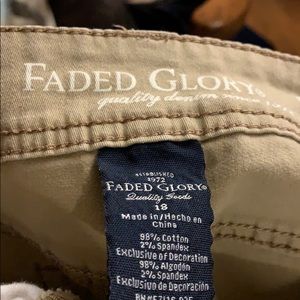 FADED GLORY®
quality denim since 1972
ESTABLISHED
1972
FADED GLORY®
Quality Goods
18
Made in/Hecho en
China
98% Cotton
2% Spandex
Exclusive of Decoration
98% Algodón
2% Spandex
Exclusivo de Decoración